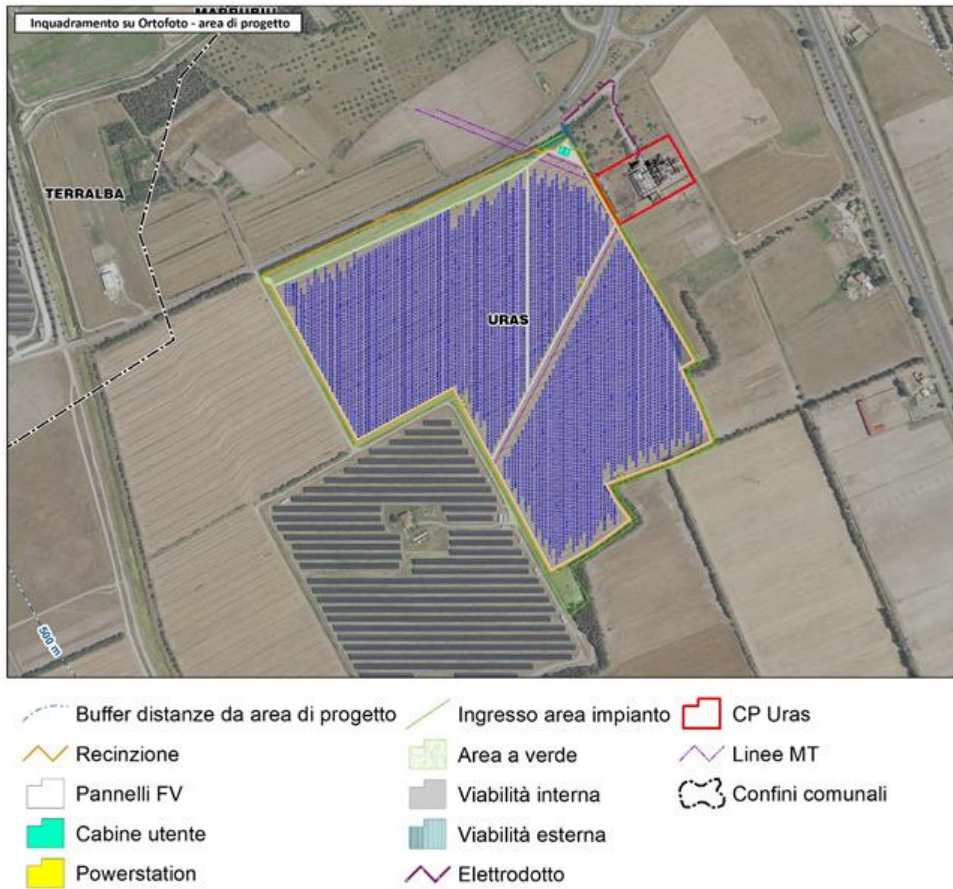 MARRUBIU
Inquadramento su Ortofoto - area di progetto
TERRALBA
URAS
500 m
Buffer distanze da area di progetto
Ingresso area impianto
CP Uras
Recinzione
Area a verde
Linee MT
Pannelli FV
Viabilità interna
Confini comunali
Cabine utente
Viabilità esterna
Powerstation
Elettrodotto